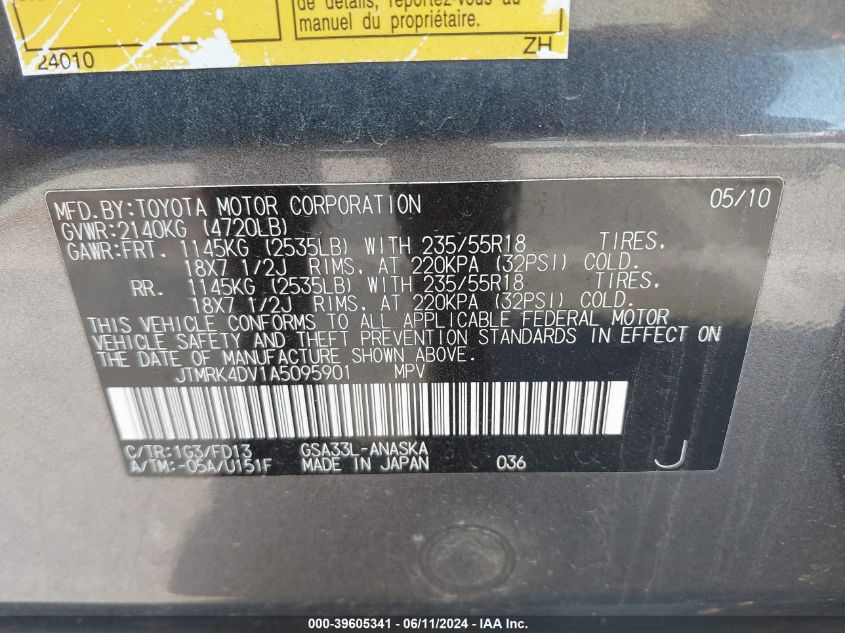 de détails, reportez-vous au
manuel du propriétaire.
24010 ZH
MFD.BY:TOYOTA MOTOR CORPORATION 05/10
GVWR:2140KG (4720LB)
GAWR:FRT. 1145KG (2535LB) WITH 235/55R18 TIRES,
18X7 1/2J RIMS, AT 220KPA (32PSI) COLD.
RR. 1145KG (2535LB) WITH 235/55R18 TIRES,
18X7 1/2J RIMS, AT 220KPA (32PSI) COLD.
THIS VEHICLE CONFORMS TO ALL APPLICABLE FEDERAL MOTOR
VEHICLE SAFETY AND THEFT PREVENTION STANDARDS IN EFFECT ON
THE DATE OF MANUFACTURE SHOWN ABOVE.
JTMRK4DV1A5095901 MPV
C/TR:1G3/FD13 GSA33L-ANASKA
A/TM:-05A/U151F MADE IN JAPAN 036 J
000-39605341 - 06/11/2024 - IAA Inc.